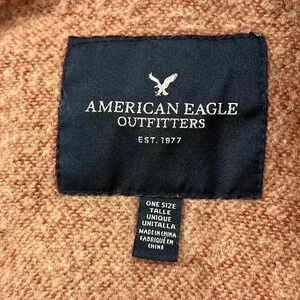 AMERICAN EAGLE
OUTFITTERS
EST. 1977
ONE SIZE
TALLE
UNIQUE
UNITALLA
MADE IN CHINA
FABRIQUÉ EN
CHINE